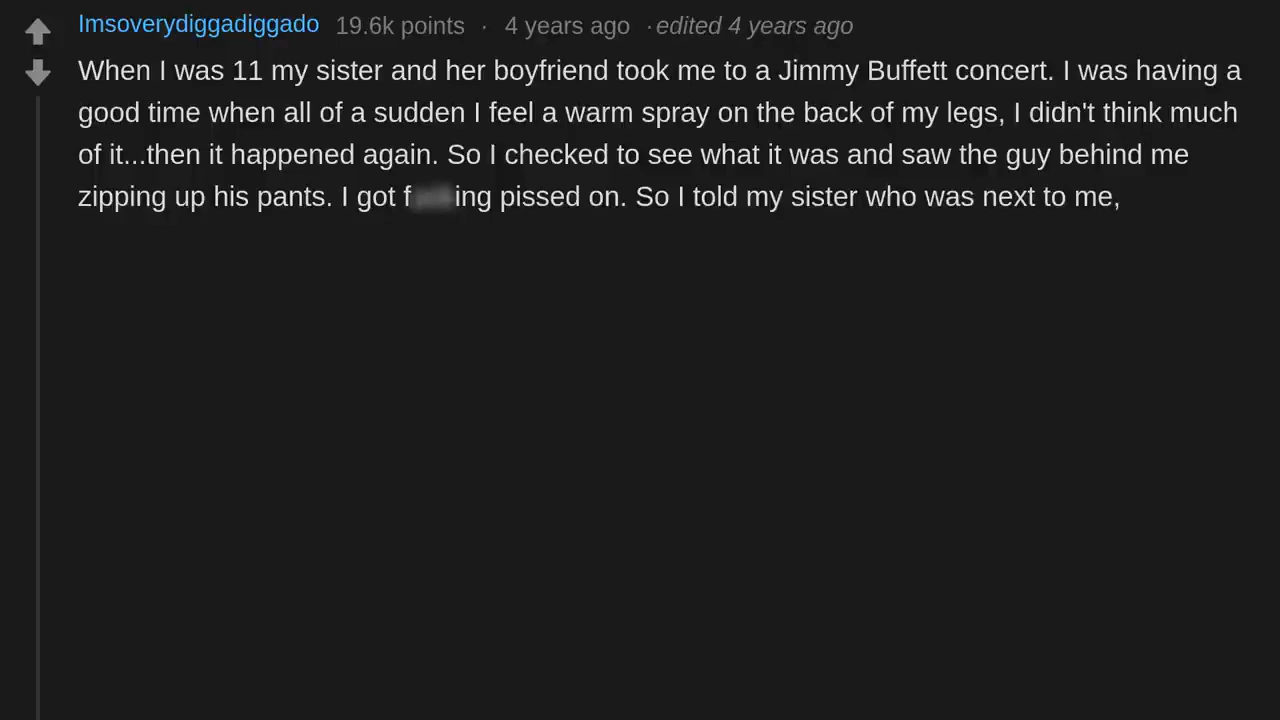 Imsoverydiggadiggado 19.6k points · 4 years ago · edited 4 years ago
When I was 11 my sister and her boyfriend took me to a Jimmy Buffett concert. I was having a
good time when all of a sudden I feel a warm spray on the back of my legs, I didn't think much
of it...then it happened again. So I checked to see what it was and saw the guy behind me
zipping up his pants. I got f ing pissed on. So I told my sister who was next to me,